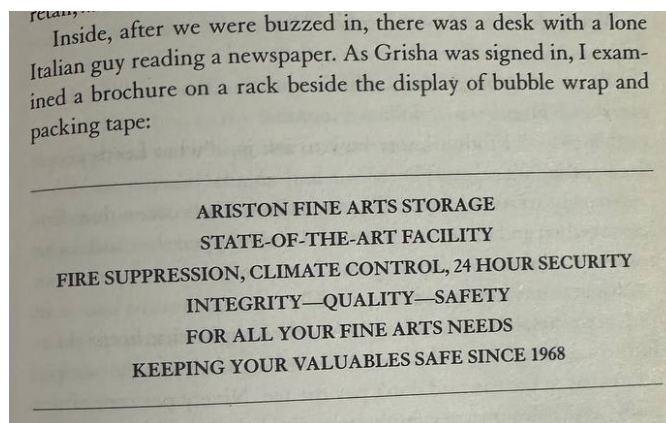 Inside, after we were buzzed in, there was a desk with a lone
Italian guy reading a newspaper. As Grisha was signed in, I exam-
ined a brochure on a rack beside the display of bubble wrap and
packing tape:
ARISTON FINE ARTS STORAGE
STATE-OF-THE-ART FACILITY
FIRE SUPPRESSION, CLIMATE CONTROL, 24 HOUR SECURITY
INTEGRITY—QUALITY—SAFETY
FOR ALL YOUR FINE ARTS NEEDS
KEEPING YOUR VALUABLES SAFE SINCE 1968